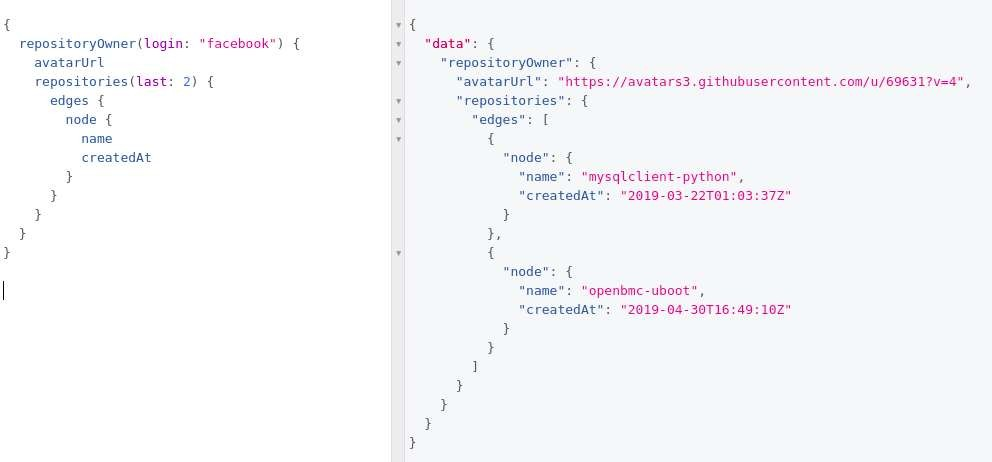 {
  repositoryOwner(login: "facebook") {
    avatarUrl
    repositories(last: 2) {
      edges {
        node {
          name
          createdAt
        }
      }
    }
  }
}
{
  "data": {
    "repositoryOwner": {
      "avatarUrl": "https://avatars3.githubusercontent.com/u/69631?v=4",
      "repositories": {
        "edges": [
          {
            "node": {
              "name": "mysqlclient-python",
              "createdAt": "2019-03-22T01:03:37Z"
            }
          },
          {
            "node": {
              "name": "openbmc-uboot",
              "createdAt": "2019-04-30T16:49:10Z"
            }
          }
        ]
      }
    }
  }
}